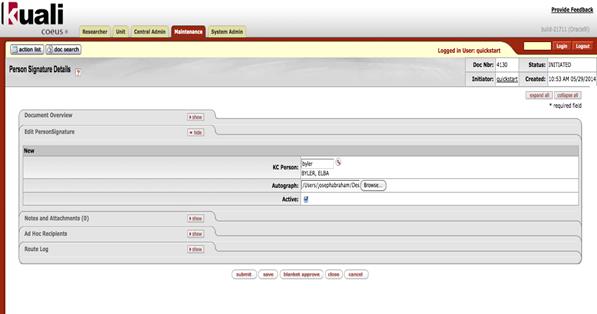 Kuali
coeus
Provide Feedback
Researcher Unit Central Admin Maintenance System Admin
build-21711 (Oracle9i)
action list doc search
Logged in User: quickstart
Login Logout
Person Signature Details ?
Doc Nbr: 4130 Status: INITIATED
Initiator: quickstart Created: 10:53 AM 05/29/2014
expand all collapse all
* required field
Document Overview show
Edit PersonSignature hide
New
KC Person: byler
BYLER, ELBA
Autograph: /Users/josephabraham/Des Browse...
Active:
Notes and Attachments (0) show
Ad Hoc Recipients show
Route Log show
submit save blanket approve close cancel